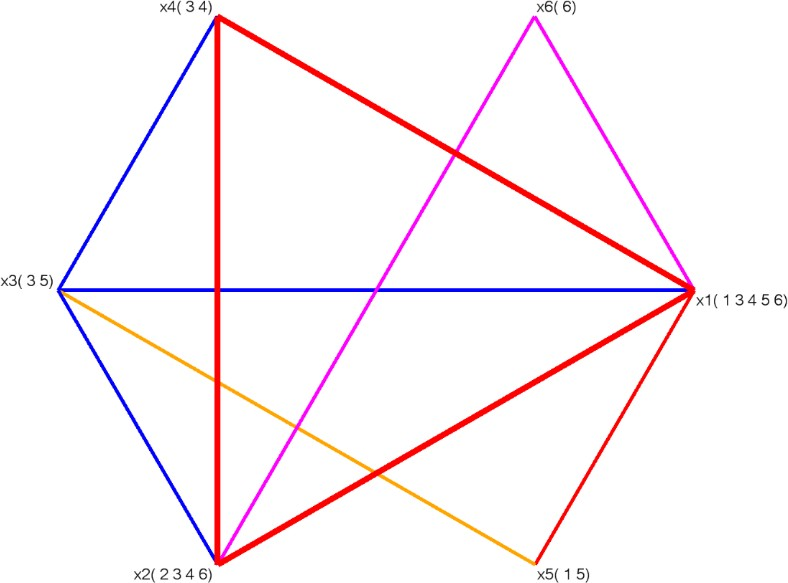 x4( 3 4)
x6( 6)
x3( 3 5)
x1( 1 3 4 5 6)
x2( 2 3 4 6)
x5( 1 5)